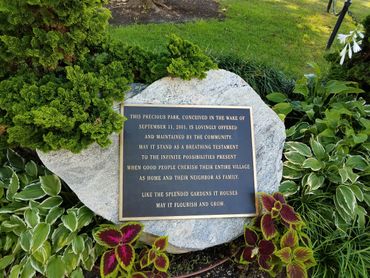 THIS PRECIOUS PARK, CONCEIVED IN THE WAKE OF
SEPTEMBER 11, 2001, IS LOVINGLY OFFERED
AND MAINTAINED BY THE COMMUNITY.
MAY IT STAND AS A BREATHING TESTAMENT
TO THE INFINITE POSSIBILITIES PRESENT
WHEN GOOD PEOPLE CHERISH THEIR ENTIRE VILLAGE
AS HOME AND THEIR NEIGHBOR AS FAMILY.
LIKE THE SPLENDID GARDENS IT HOUSES
MAY IT FLOURISH AND GROW.